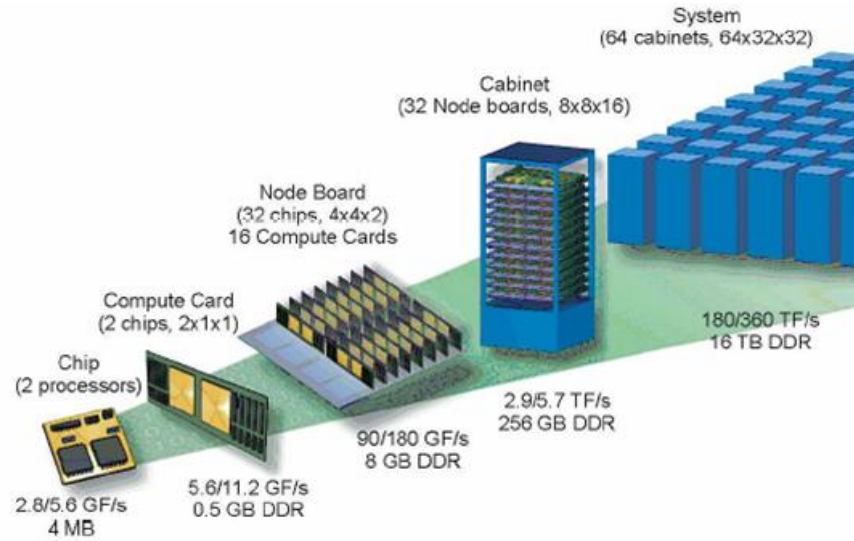 System
(64 cabinets, 64x32x32)
Cabinet
(32 Node boards, 8x8x16)
Node Board
(32 chips, 4x4x2)
16 Compute Cards
Compute Card
(2 chips, 2x1x1)
Chip
(2 processors)
180/360 TF/s
16 TB DDR
2.9/5.7 TF/s
256 GB DDR
90/180 GF/s
8 GB DDR
5.6/11.2 GF/s
0.5 GB DDR
2.8/5.6 GF/s
4 MB